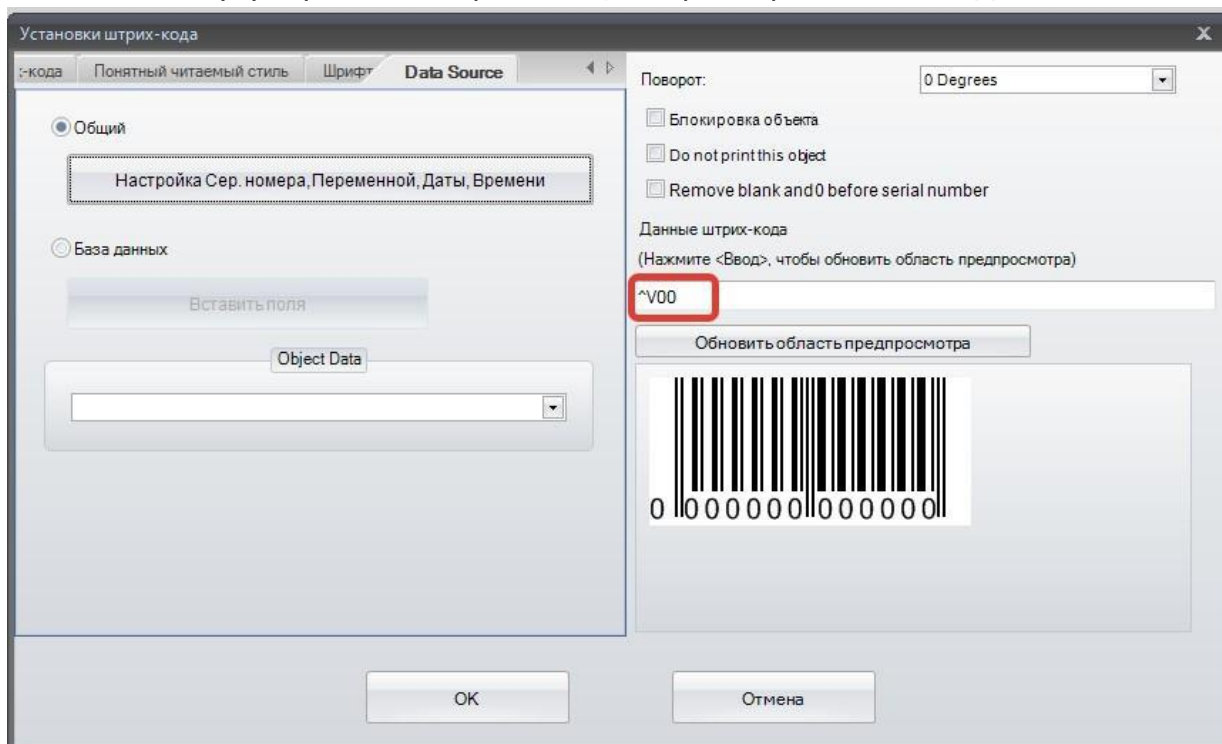 Установки штрих-кода
X
:-кода Понятный читаемый стиль Шрифт Data Source
Общий
Настройка Сер. номера,Переменной,Даты,Времени
База данных
Вставить поля
Object Data
Поворот: 0 Degrees
Блокировка объекта
Do not print this object
Remove blank and 0 before serial number
Данные штрих-кода
(Нажмите <Ввод>, чтобы обновить область предпросмотра)
^V00
Обновить область предпросмотра
0 000000 000000
OK
Отмена